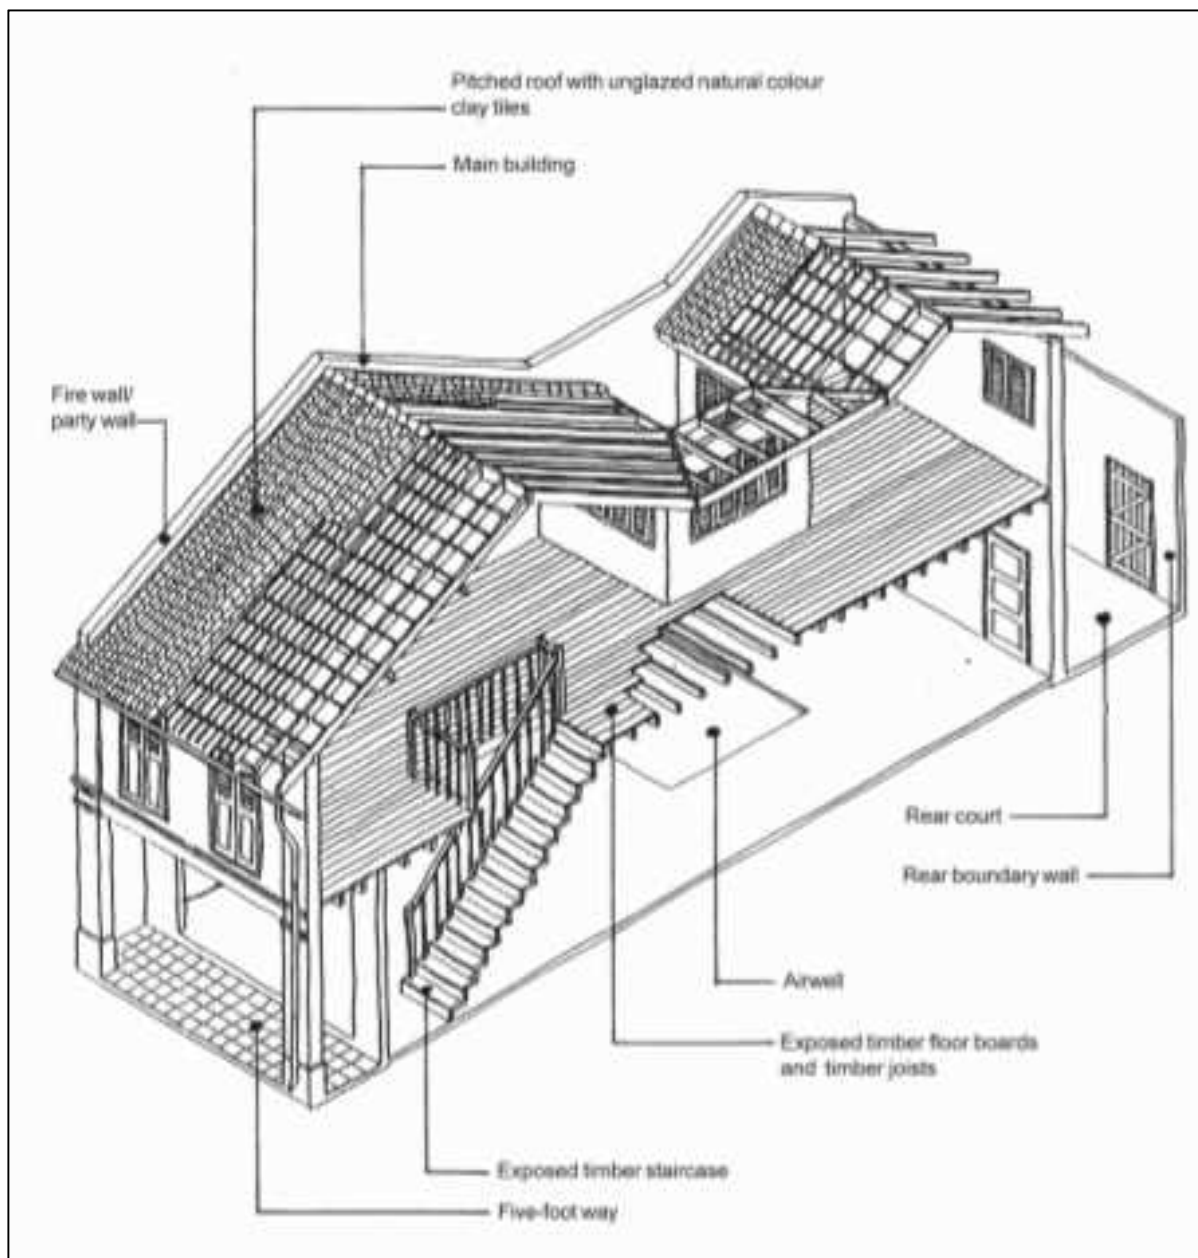 Pitched roof with unglazed natural colour
clay tiles
Main building
Fire wall/
party wall
Rear court
Rear boundary wall
Airwell
Exposed timber floor boards
and timber joists
Exposed timber staircase
Five-foot way